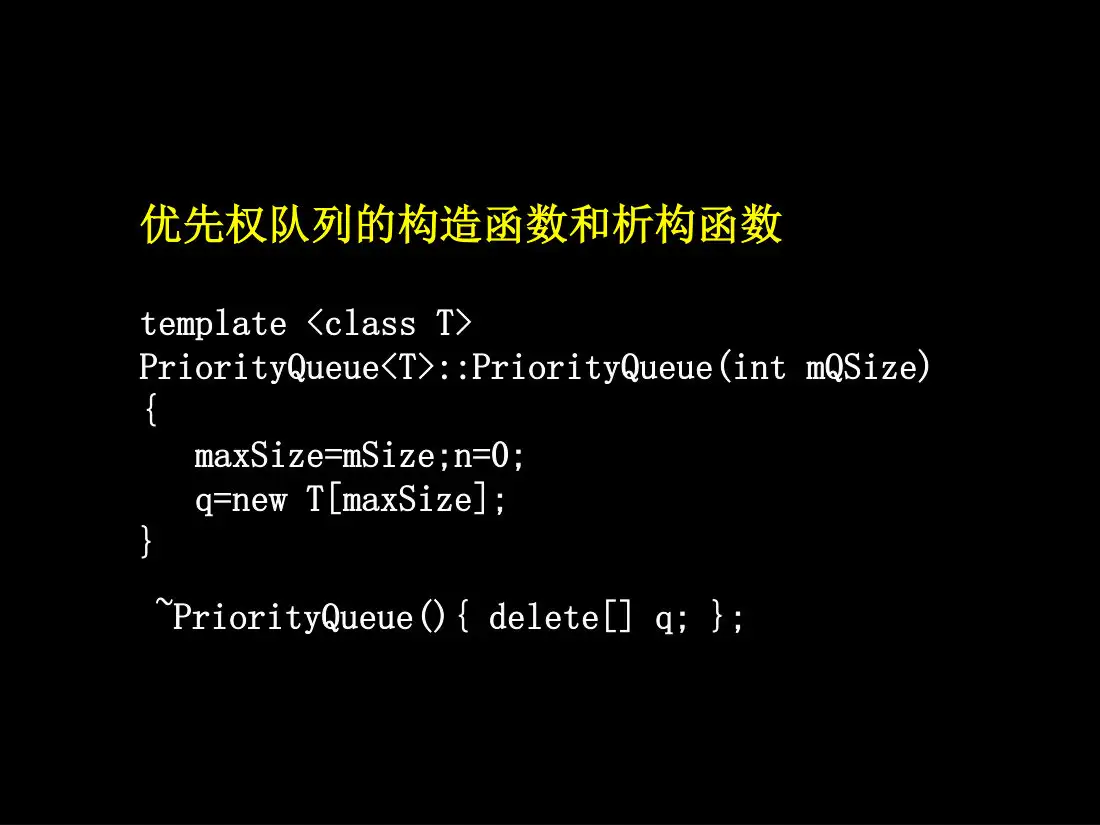 优先权队列的构造函数和析构函数
template <class T>
PriorityQueue<T>::PriorityQueue(int mQSize)
{
maxSize=mSize;n=0;
q=new T[maxSize];
}
~PriorityQueue(){ delete[] q; };